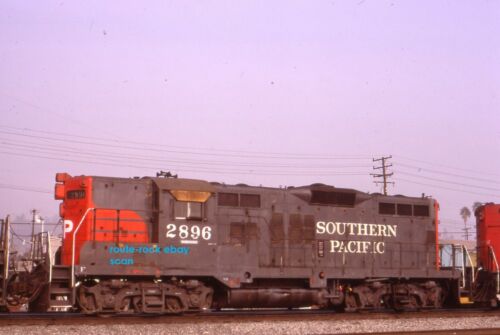 2896
SOUTHERN
PACIFIC
P
route-rock ebay
scan